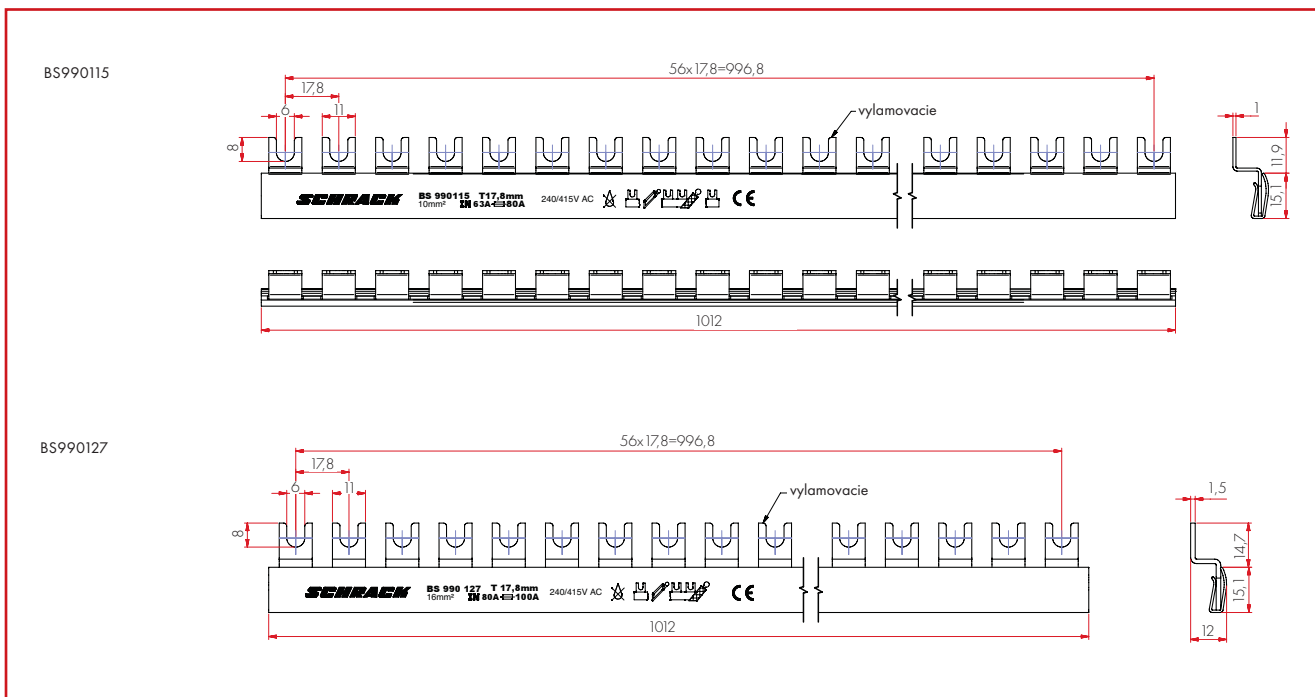 BS990115
56x17,8=996,8
17,8
6
11
8
vylamovacie
1
11,9
15,1
SCHRACK
BS 990115 T17,8mm
10mm² IN 63A 80A
240/415V AC
CE
1012
BS990127
56x17,8=996,8
17,8
6
11
8
vylamovacie
1,5
14,7
15,1
12
SCHRACK
BS 990 127 T 17,8mm
16mm² IN 80A 100A
240/415V AC
CE
1012